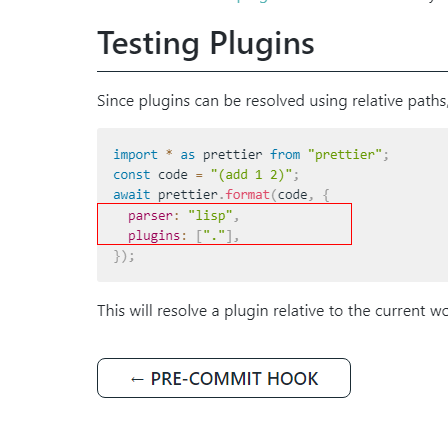 Testing Plugins
Since plugins can be resolved using relative paths,
import * as prettier from "prettier";
const code = "(add 1 2)";
await prettier.format(code, {
parser: "lisp",
plugins: ["."],
});
This will resolve a plugin relative to the current wo
← PRE-COMMIT HOOK